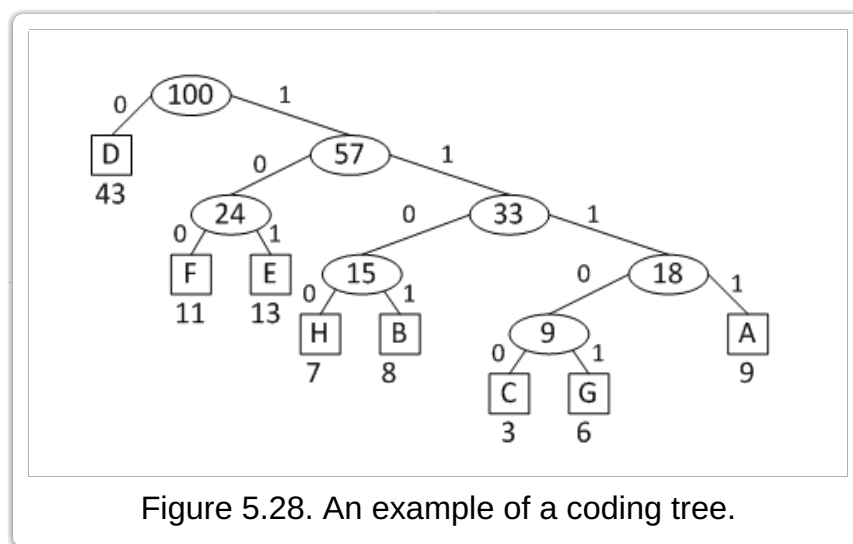 0 100 1
D 0 57 1
43
0 24 1 0 33 1
F E 0 15 1 0 18 1
11 13
H B 0 9 1 A
7 8 9
C G
3 6
Figure 5.28. An example of a coding tree.